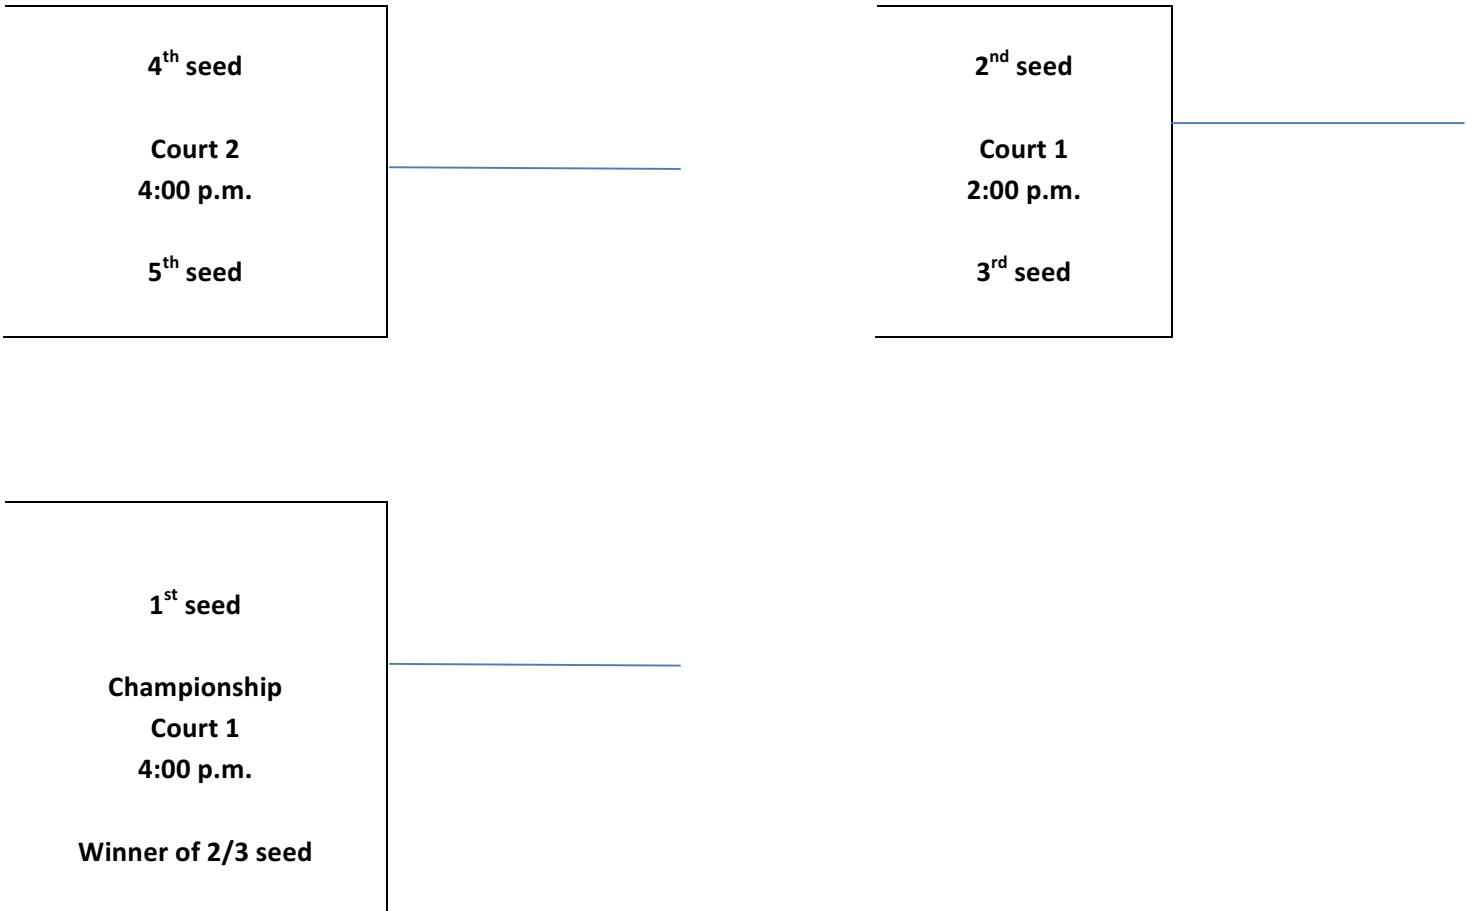 4th seed
Court 2
4:00 p.m.
5th seed
2nd seed
Court 1
2:00 p.m.
3rd seed
1st seed
Championship
Court 1
4:00 p.m.
Winner of 2/3 seed